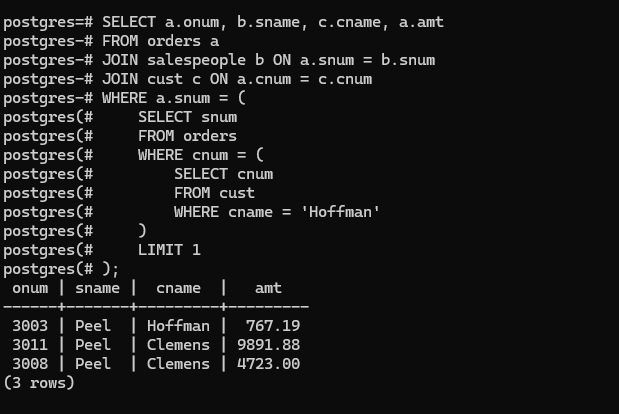 postgres=# SELECT a.onum, b.sname, c.cname, a.amt
postgres-# FROM orders a
postgres-# JOIN salespeople b ON a.snum = b.snum
postgres-# JOIN cust c ON a.cnum = c.cnum
postgres-# WHERE a.snum = (
postgres(#     SELECT snum
postgres(#     FROM orders
postgres(#     WHERE cnum = (
postgres(#         SELECT cnum
postgres(#         FROM cust
postgres(#         WHERE cname = 'Hoffman'
postgres(#     )
postgres(#     LIMIT 1
postgres(# );
 onum | sname |  cname  |   amt
------+-------+---------+---------
 3003 | Peel  | Hoffman |  767.19
 3011 | Peel  | Clemens | 9891.88
 3008 | Peel  | Clemens | 4723.00
(3 rows)